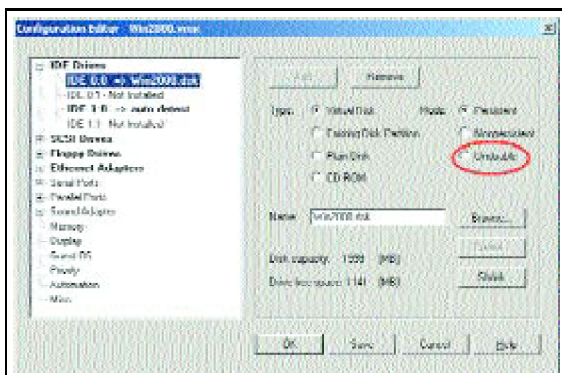 Configuration Editor - Win2000.vmx
IDE Drives
IDE 0:0 -> Win2000.dsk
IDE 0:1 - Not Installed
IDE 1:0 -> auto detect
IDE 1:1 - Not Installed
SCSI Drives
Floppy Drives
Ethernet Adapters
Serial Ports
Parallel Ports
Sound Adapter
Memory
Display
Guest OS
Priority
Automation
Misc
Add
Remove
Type: Virtual Disk
Mode: Persistent
Existing Disk Partition
Nonpersistent
Plain Disk
Undoable
CD-ROM
Name: Win2000.dsk
Browse...
Disk capacity: [MB]
Drive free space: 1141 [MB]
Shrink
OK
Save
Cancel
Help